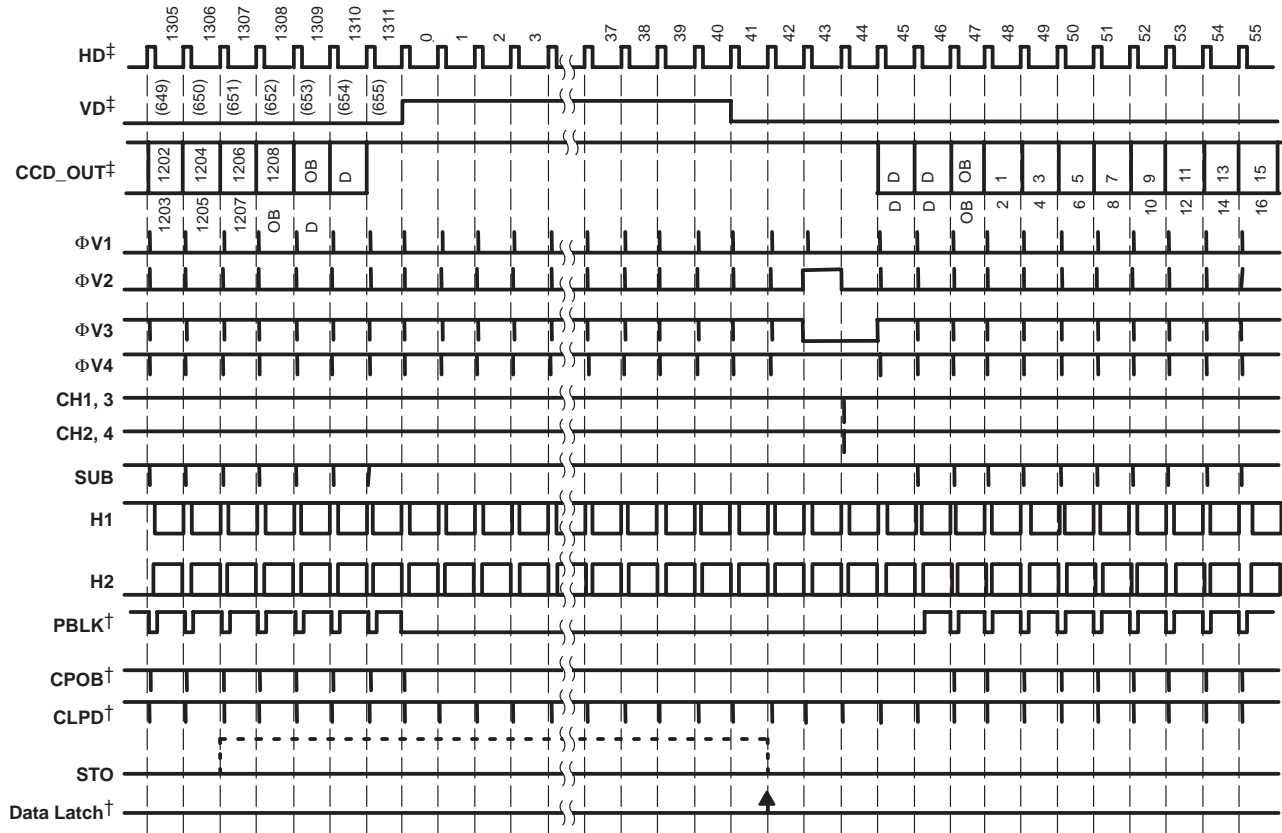 1305 1306 1307 1308 1309 1310 1311 0 1 2 3 37 38 39 40 41 42 43 44 45 46 47 48 49 50 51 52 53 54 55
HD‡
(649) (650) (651) (652) (653) (654) (655)
VD‡
CCD_OUT‡
1202 1204 1206 1208 OB D D D OB 1 3 5 7 9 11 13 15
1203 1205 1207 OB D D D OB 2 4 6 8 10 12 14 16
ΦV1
ΦV2
ΦV3
ΦV4
CH1, 3
CH2, 4
SUB
H1
H2
PBLK†
CPOB†
CLPD†
STO
Data Latch†